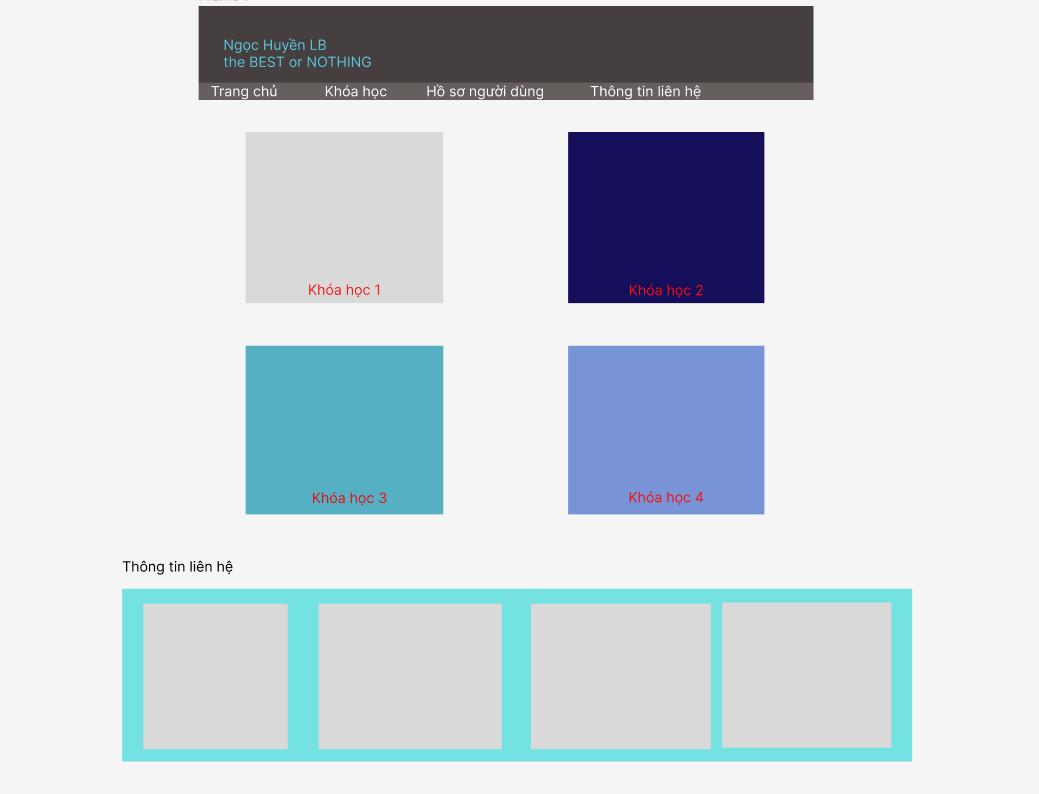 Ngọc Huyền LB
the BEST or NOTHING
Trang chủ Khóa học Hồ sơ người dùng Thông tin liên hệ
Khóa học 1 Khóa học 2
Khóa học 3 Khóa học 4
Thông tin liên hệ